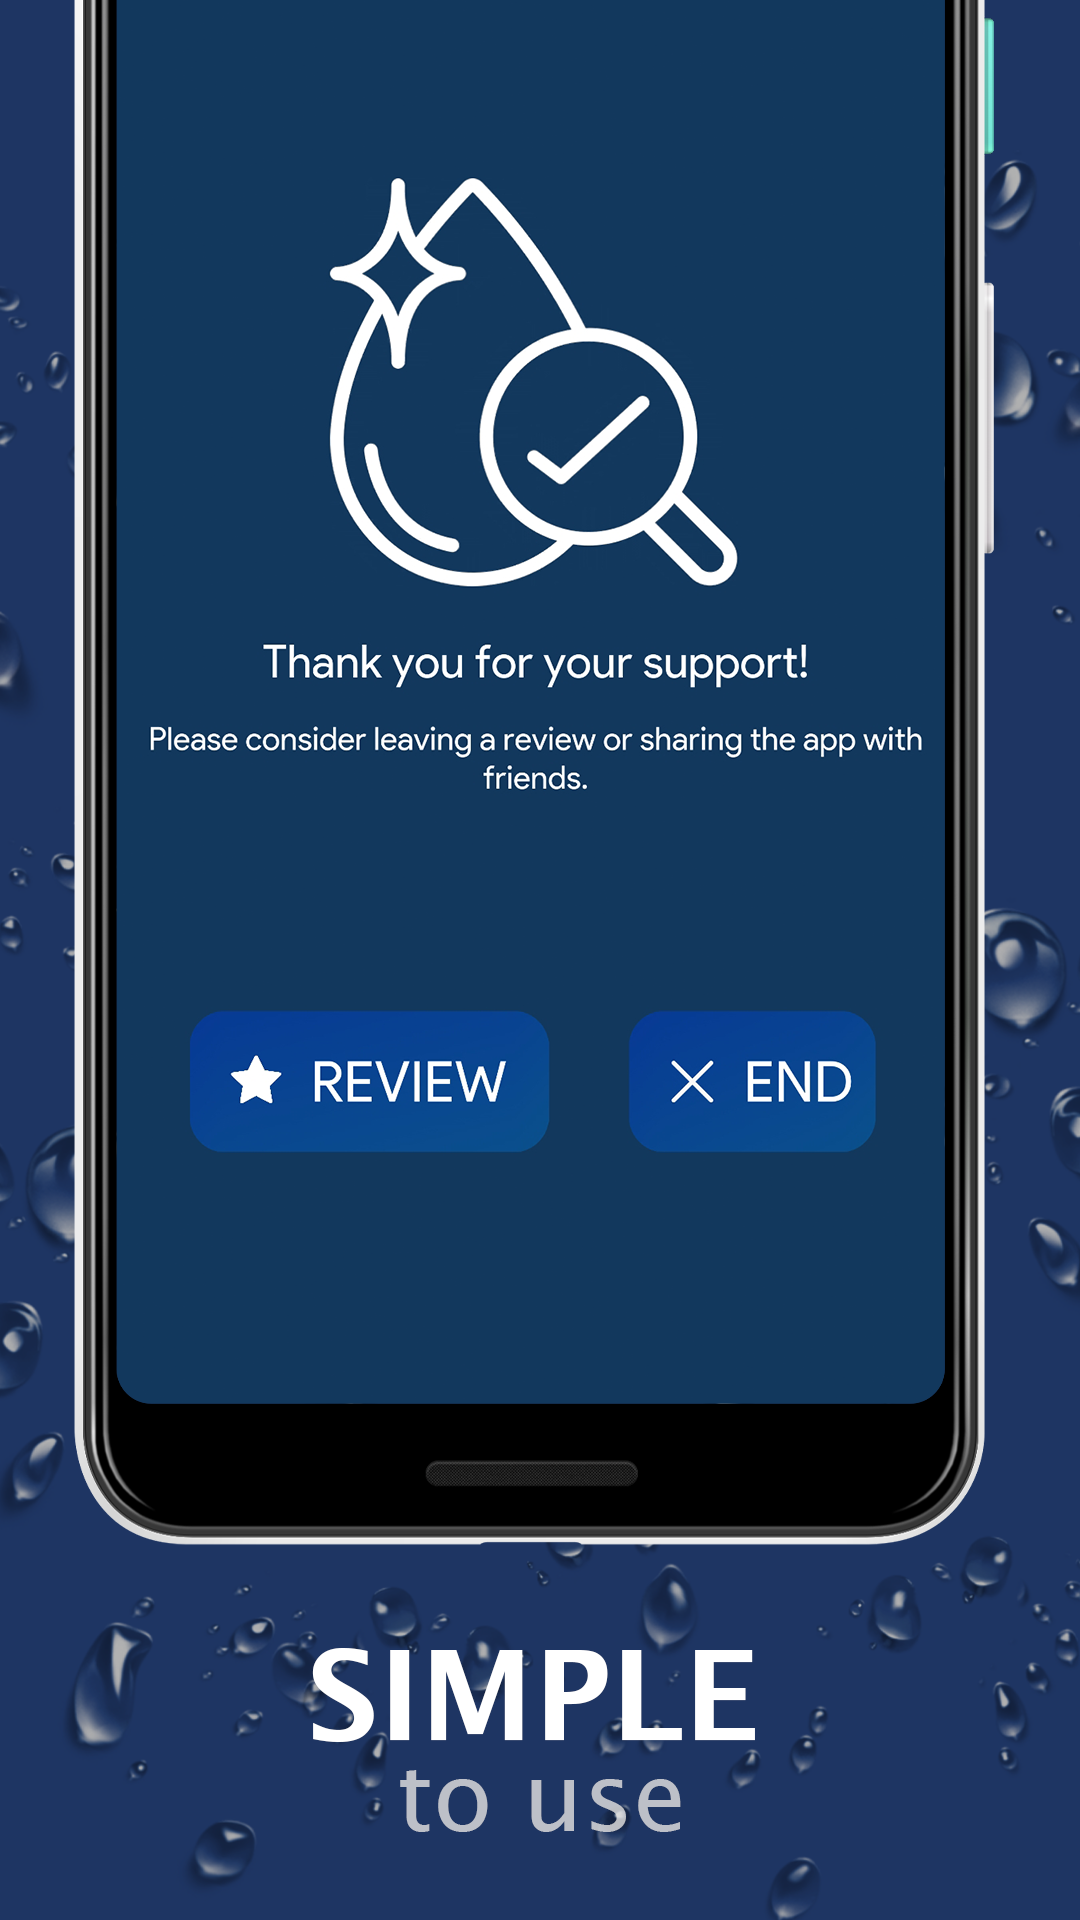 Thank you for your support!
Please consider leaving a review or sharing the app with
friends.
REVIEW
END
SIMPLE
to use